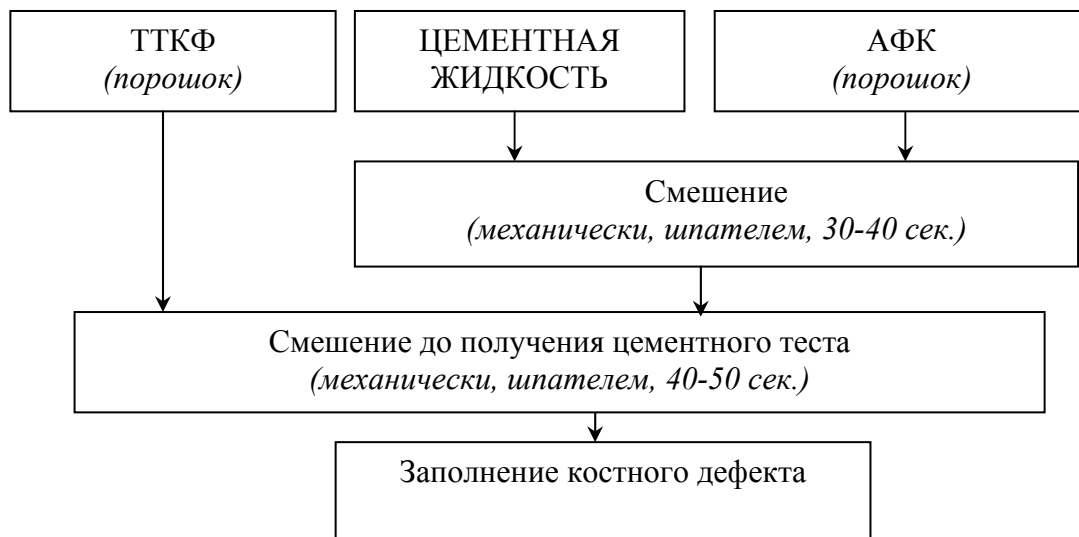 ТТКФ
(порошок)
ЦЕМЕНТНАЯ
ЖИДКОСТЬ
АФК
(порошок)
Смешение
(механически, шпателем, 30-40 сек.)
Смешение до получения цементного теста
(механически, шпателем, 40-50 сек.)
Заполнение костного дефекта